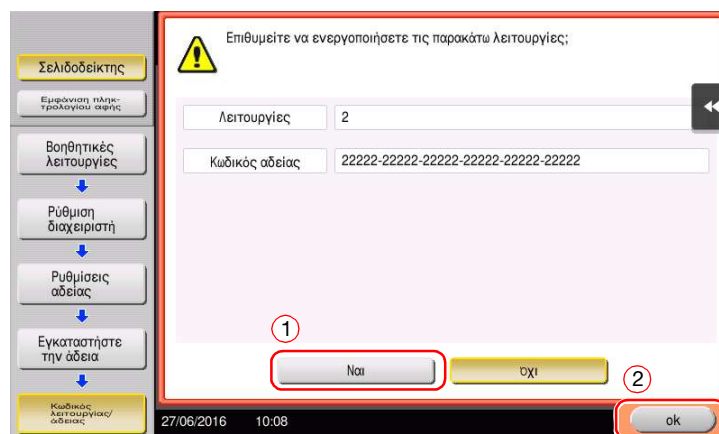 Επιθυμείτε να ενεργοποιήσετε τις παρακάτω λειτουργίες;
Σελιδοδείκτης
Εμφάνιση πληκ-
τρολογίου αφής
Λειτουργίες 2
Βοηθητικές
λειτουργίες
Κωδικός αδείας 22222-22222-22222-22222-22222-22222
Ρύθμιση
διαχειριστή
Ρυθμίσεις
αδείας
Εγκαταστήστε
την άδεια
1
Ναι Όχι
2
Κωδικός
λειτουργίας/
άδειας
27/06/2016 10:08
ok